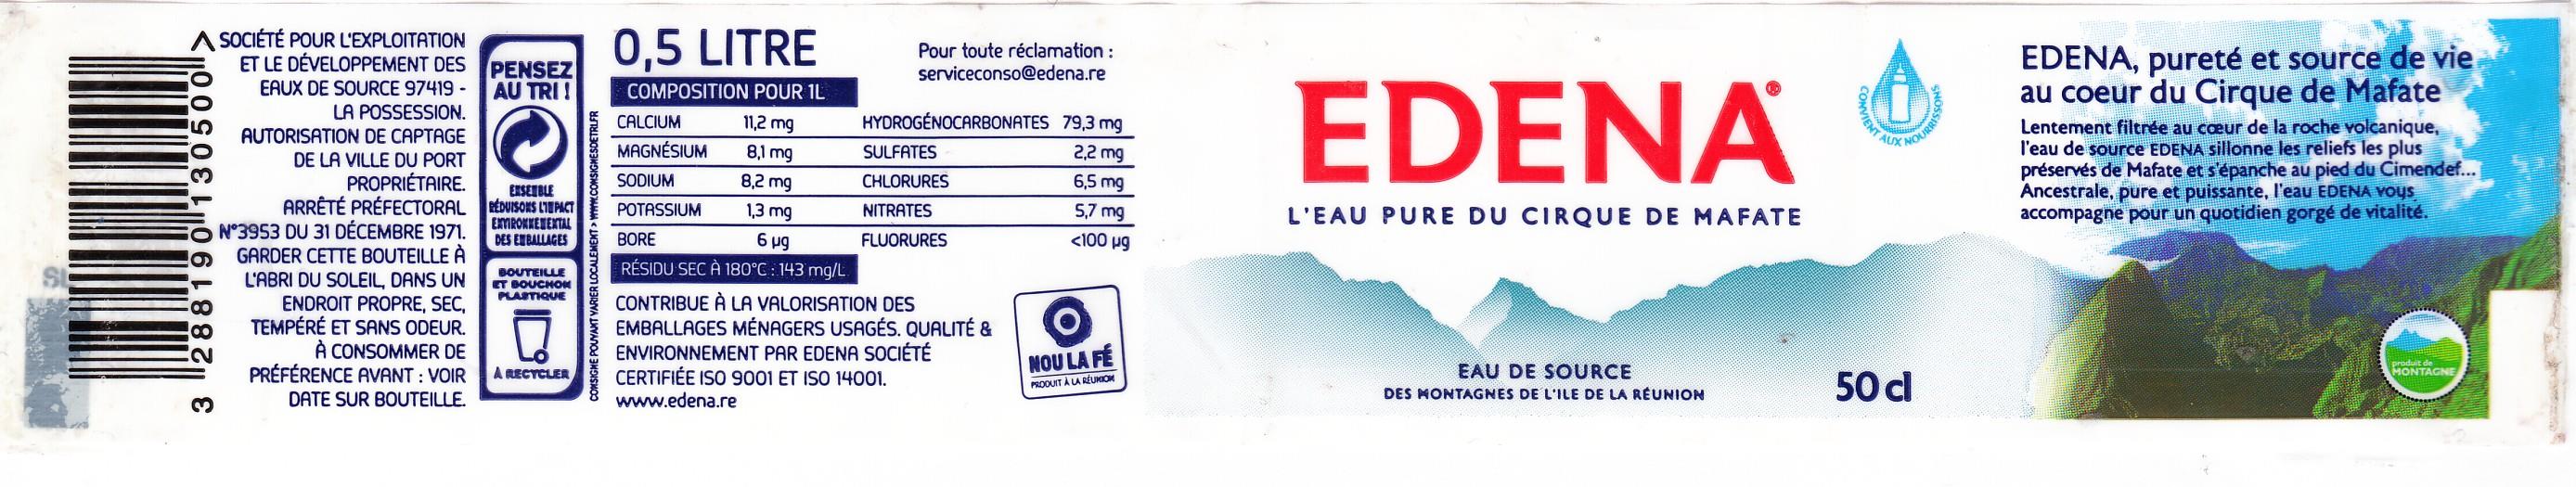 3 288190 130500 >
SOCIÉTÉ POUR L'EXPLOITATION
ET LE DÉVELOPPEMENT DES
EAUX DE SOURCE 97419 -
LA POSSESSION.
AUTORISATION DE CAPTAGE
DE LA VILLE DU PORT
PROPRIÉTAIRE.
ARRÊTÉ PRÉFECTORAL
N°3953 DU 31 DÉCEMBRE 1971.
GARDER CETTE BOUTEILLE À
L'ABRI DU SOLEIL, DANS UN
ENDROIT PROPRE, SEC,
TEMPÉRÉ ET SANS ODEUR.
À CONSOMMER DE
PRÉFÉRENCE AVANT : VOIR
DATE SUR BOUTEILLE.
PENSEZ
AU TRI !
ENSEMBLE
RÉDUISONS L'IMPACT
ENVIRONNEMENTAL
DES EMBALLAGES
BOUTEILLE
ET BOUCHON
PLASTIQUE
À RECYCLER
CONSIGNE POUVANT VARIER LOCALEMENT > WWW.CONSIGNESDETRI.FR
0,5 LITRE
Pour toute réclamation :
serviceconso@edena.re
COMPOSITION POUR 1L
CALCIUM 11,2 mg HYDROGÉNOCARBONATES 79,3 mg
MAGNÉSIUM 8,1 mg SULFATES 2,2 mg
SODIUM 8,2 mg CHLORURES 6,5 mg
POTASSIUM 1,3 mg NITRATES 5,7 mg
BORE 6 µg FLUORURES <100 µg
RÉSIDU SEC À 180°C : 143 mg/L
CONTRIBUE À LA VALORISATION DES
EMBALLAGES MÉNAGERS USAGÉS. QUALITÉ &
ENVIRONNEMENT PAR EDENA SOCIÉTÉ
CERTIFIÉE ISO 9001 ET ISO 14001.
www.edena.re
NOU LA FÉ
PRODUIT À LA RÉUNION
EDENA®
L'EAU PURE DU CIRQUE DE MAFATE
EAU DE SOURCE
DES MONTAGNES DE L'ILE DE LA RÉUNION
50 cl
CONVIENT AUX NOURRISSONS
EDENA, pureté et source de vie
au coeur du Cirque de Mafate
Lentement filtrée au cœur de la roche volcanique,
l'eau de source EDENA sillonne les reliefs les plus
préservés de Mafate et s'épanche au pied du Cimendef...
Ancestrale, pure et puissante, l'eau EDENA vous
accompagne pour un quotidien gorgé de vitalité.
produit de
MONTAGNE